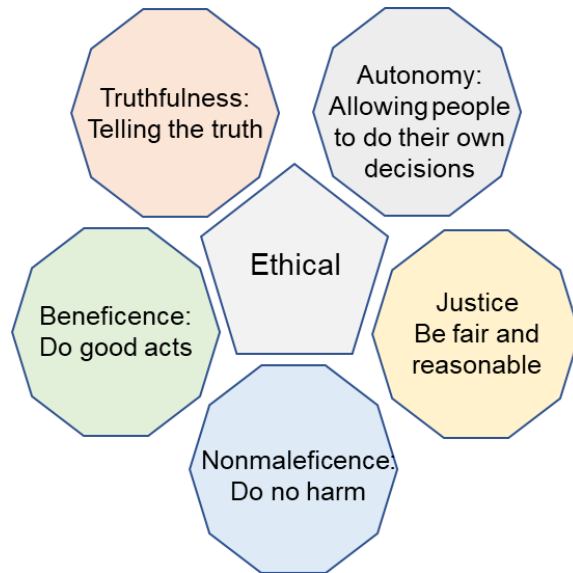 Truthfulness:
Telling the truth
Autonomy:
Allowing people
to do their own
decisions
Ethical
Beneficence:
Do good acts
Justice
Be fair and
reasonable
Nonmaleficence:
Do no harm